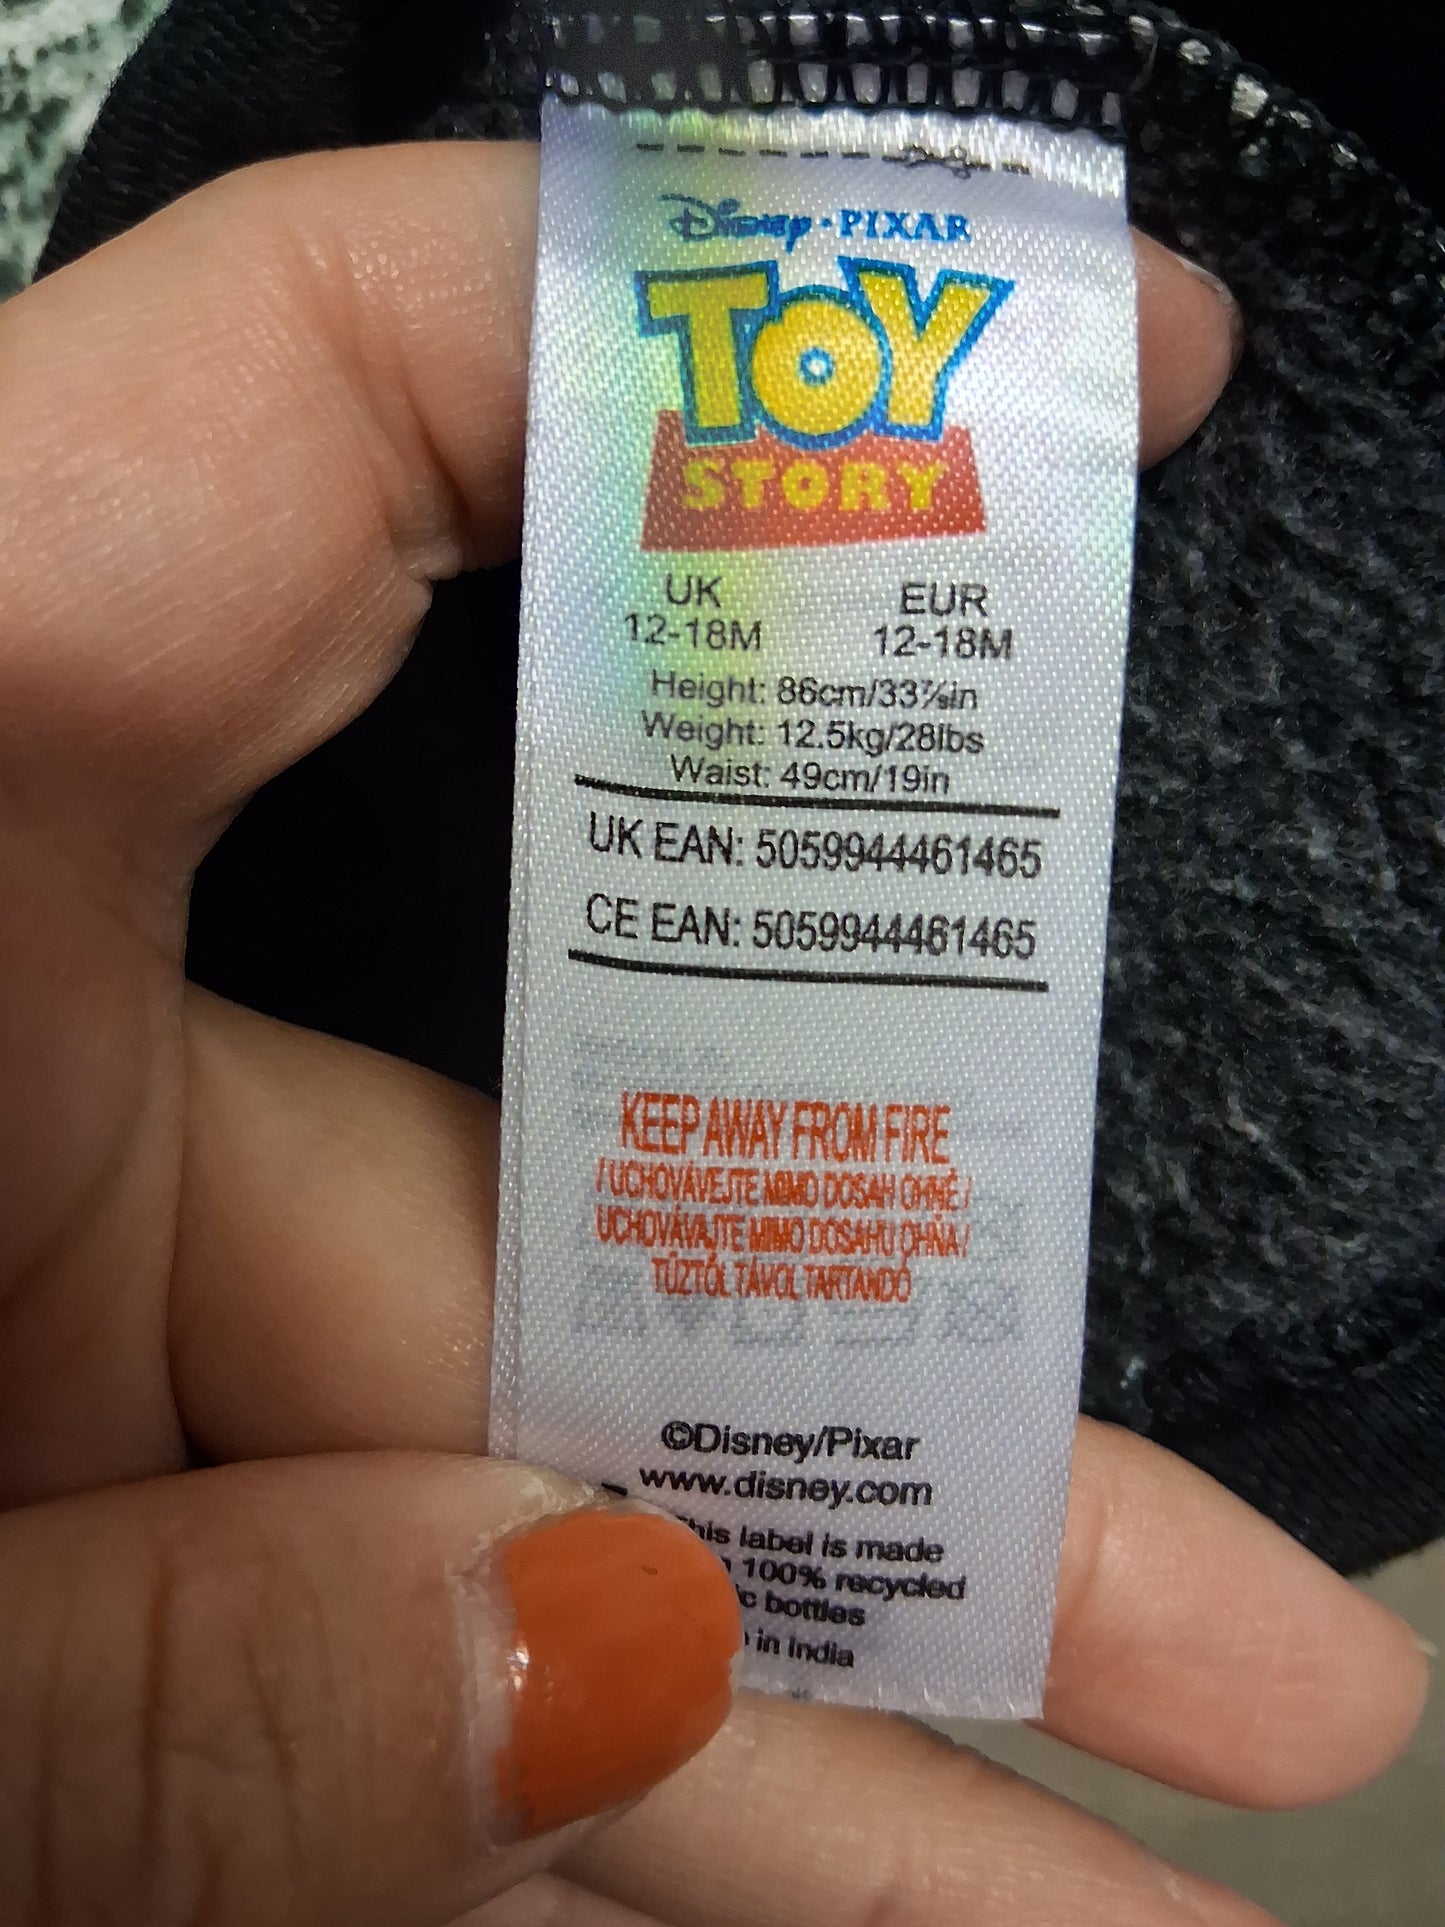 Disney·PIXAR
TOY
STORY
UK EUR
12-18M 12-18M
Height: 86cm/33⅞in
Weight: 12.5kg/28lbs
Waist: 49cm/19in
UK EAN: 5059944461465
CE EAN: 5059944461465
KEEP AWAY FROM FIRE
/ UCHOVÁVEJTE MIMO DOSAH OHNĚ /
UCHOVÁVAJTE MIMO DOSAHU OHŇA /
TŰZTŐL TÁVOL TARTANDÓ
©Disney/Pixar
www.disney.com
label is made
100% recycled
bottles
in India